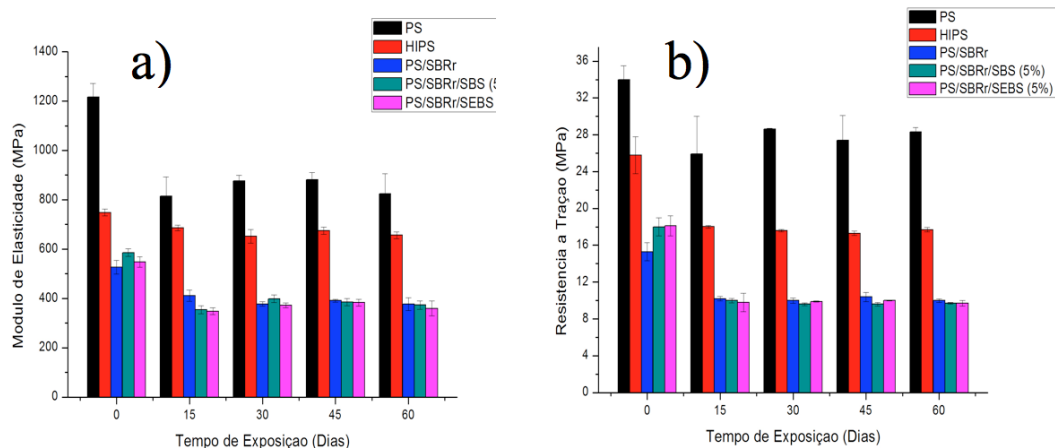 a)
PS
HIPS
PS/SBRr
PS/SBRr/SBS (5
PS/SBRr/SEBS
Modulo de Elasticidade (MPa)
1400
1200
1000
800
600
400
200
0
0 15 30 45 60
Tempo de Exposiçao (Dias)
b)
PS
HIPS
PS/SBRr
PS/SBRr/SBS (5%)
PS/SBRr/SEBS (5%)
Resistencia a Traçao (MPa)
36
32
28
24
20
16
12
8
4
0
0 15 30 45 60
Tempo de Exposiçao (Dias)